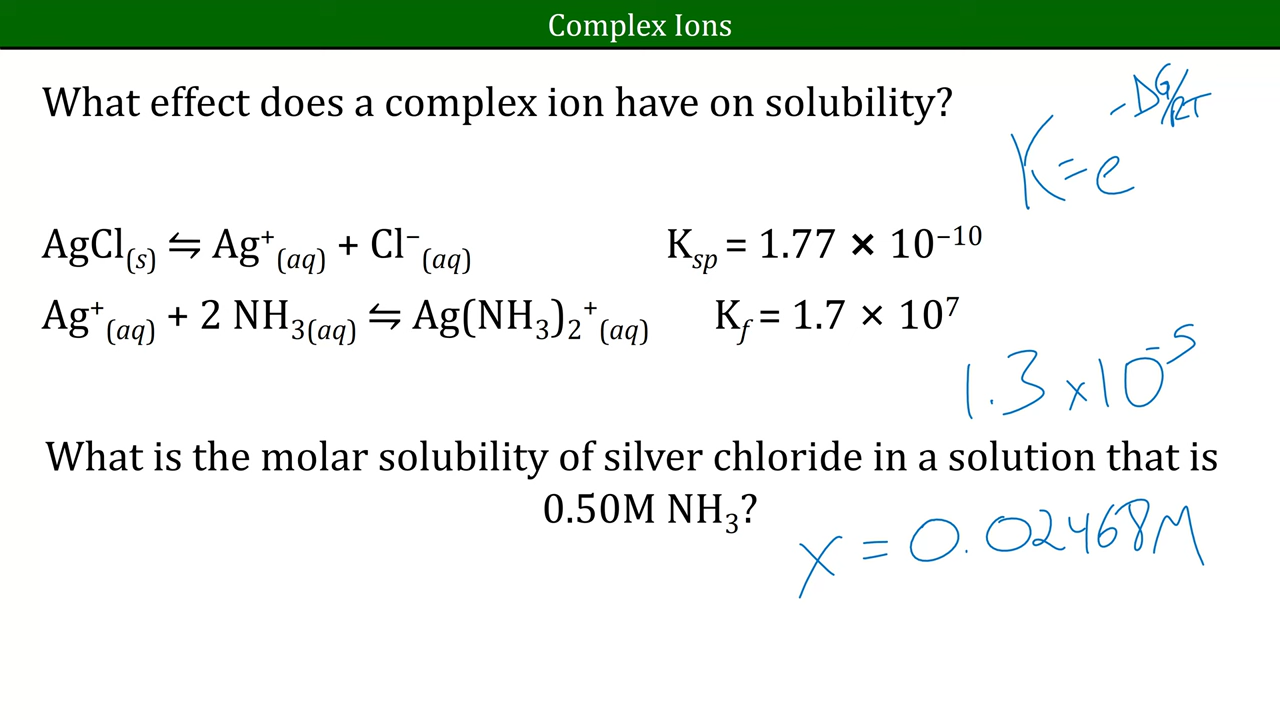 Complex Ions
What effect does a complex ion have on solubility?
K = e^(-ΔG/RT)
AgCl₍s₎ ⇋ Ag⁺₍aq₎ + Cl⁻₍aq₎ Kₛₚ = 1.77 × 10⁻¹⁰
Ag⁺₍aq₎ + 2 NH₃₍aq₎ ⇋ Ag(NH₃)₂⁺₍aq₎ K_f = 1.7 × 10⁷
1.3 x 10⁻⁵
What is the molar solubility of silver chloride in a solution that is
0.50M NH₃?
x = 0.02468M